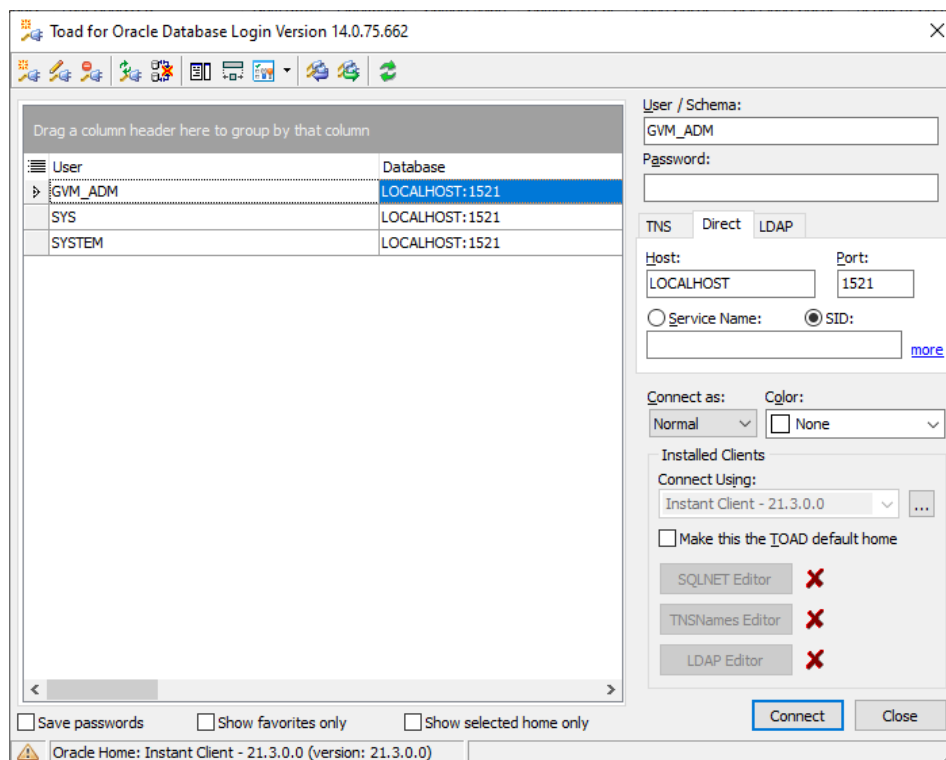 Toad for Oracle Database Login Version 14.0.75.662
Drag a column header here to group by that column
User Database
GVM_ADM LOCALHOST:1521
SYS LOCALHOST:1521
SYSTEM LOCALHOST:1521
User / Schema:
GVM_ADM
Password:
TNS Direct LDAP
Host: Port:
LOCALHOST 1521
Service Name: SID:
more
Connect as: Color:
Normal None
Installed Clients
Connect Using:
Instant Client - 21.3.0.0 ...
Make this the TOAD default home
SQLNET Editor
TNSNames Editor
LDAP Editor
Save passwords Show favorites only Show selected home only
Connect Close
Oracle Home: Instant Client - 21.3.0.0 (version: 21.3.0.0)